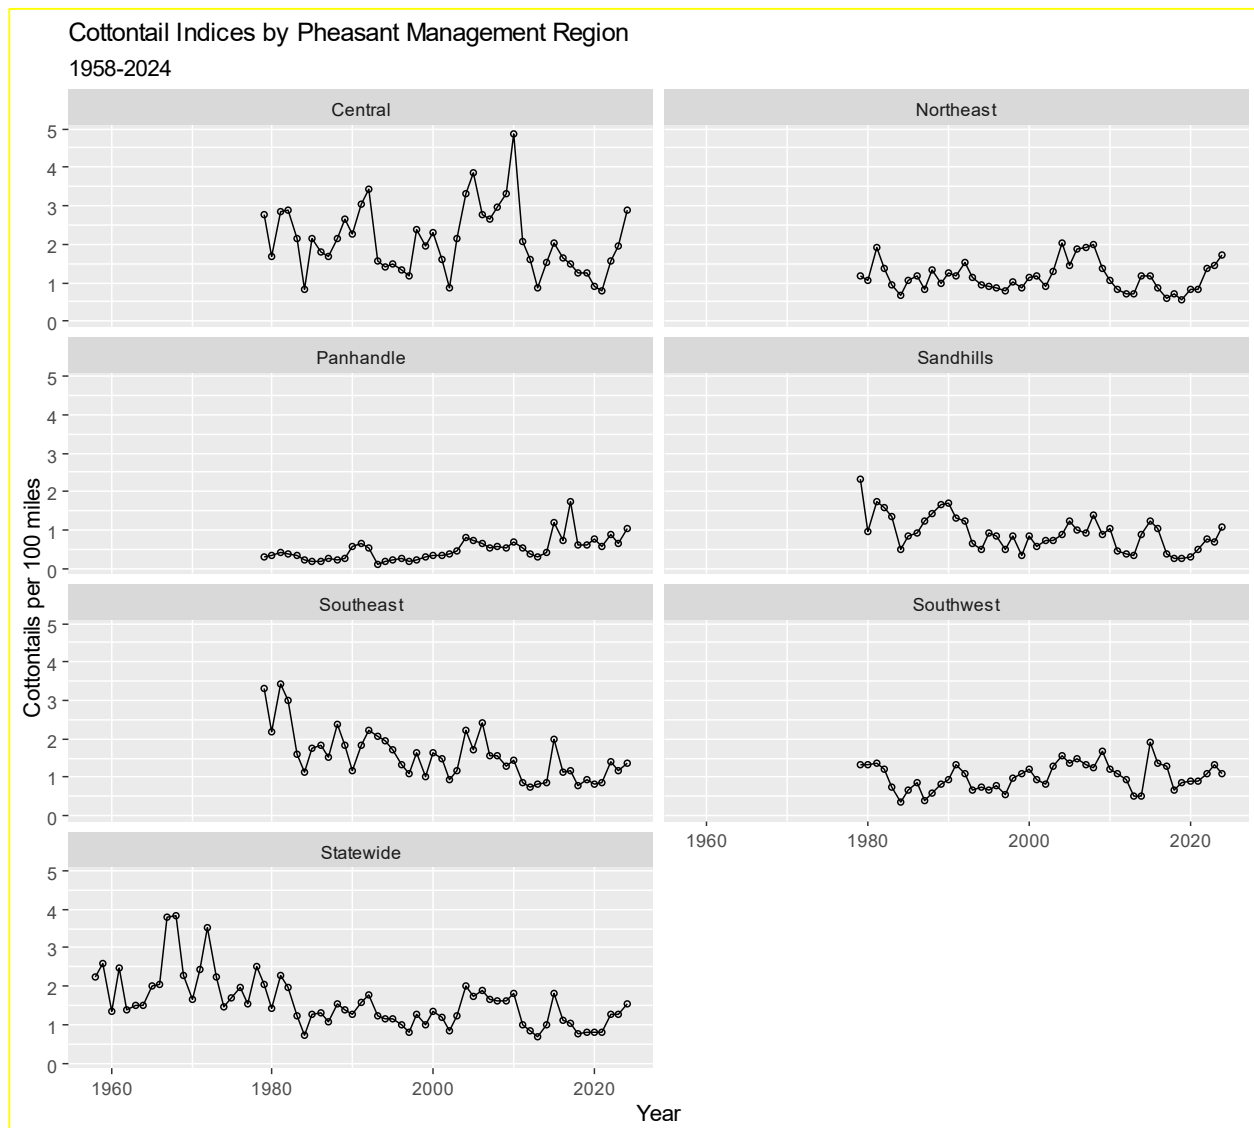 Cottontail Indices by Pheasant Management Region
1958-2024
Central
Northeast
5
4
3
2
1
0
Panhandle
Sandhills
5
4
3
2
1
0
Southeast
Southwest
5
4
3
2
1
0
1960 1980 2000 2020
Statewide
5
4
3
2
1
0
1960 1980 2000 2020
Cottontails per 100 miles
Year